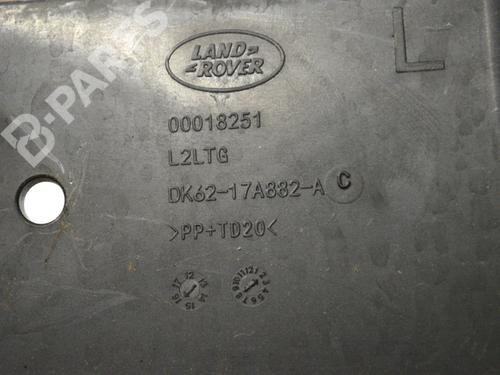 B-PARTS
LAND=
=ROVER
L
00018251
L2LTG
DK62-17A882-A C
>PP+TD20<